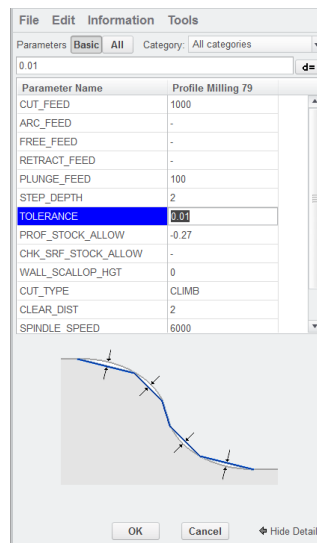 File Edit Information Tools
Parameters Basic All Category: All categories
0.01 d=
Parameter Name Profile Milling 79
CUT_FEED 1000
ARC_FEED -
FREE_FEED -
RETRACT_FEED -
PLUNGE_FEED 100
STEP_DEPTH 2
TOLERANCE 0.01
PROF_STOCK_ALLOW -0.27
CHK_SRF_STOCK_ALLOW -
WALL_SCALLOP_HGT 0
CUT_TYPE CLIMB
CLEAR_DIST 2
SPINDLE_SPEED 6000
OK Cancel Hide Detail